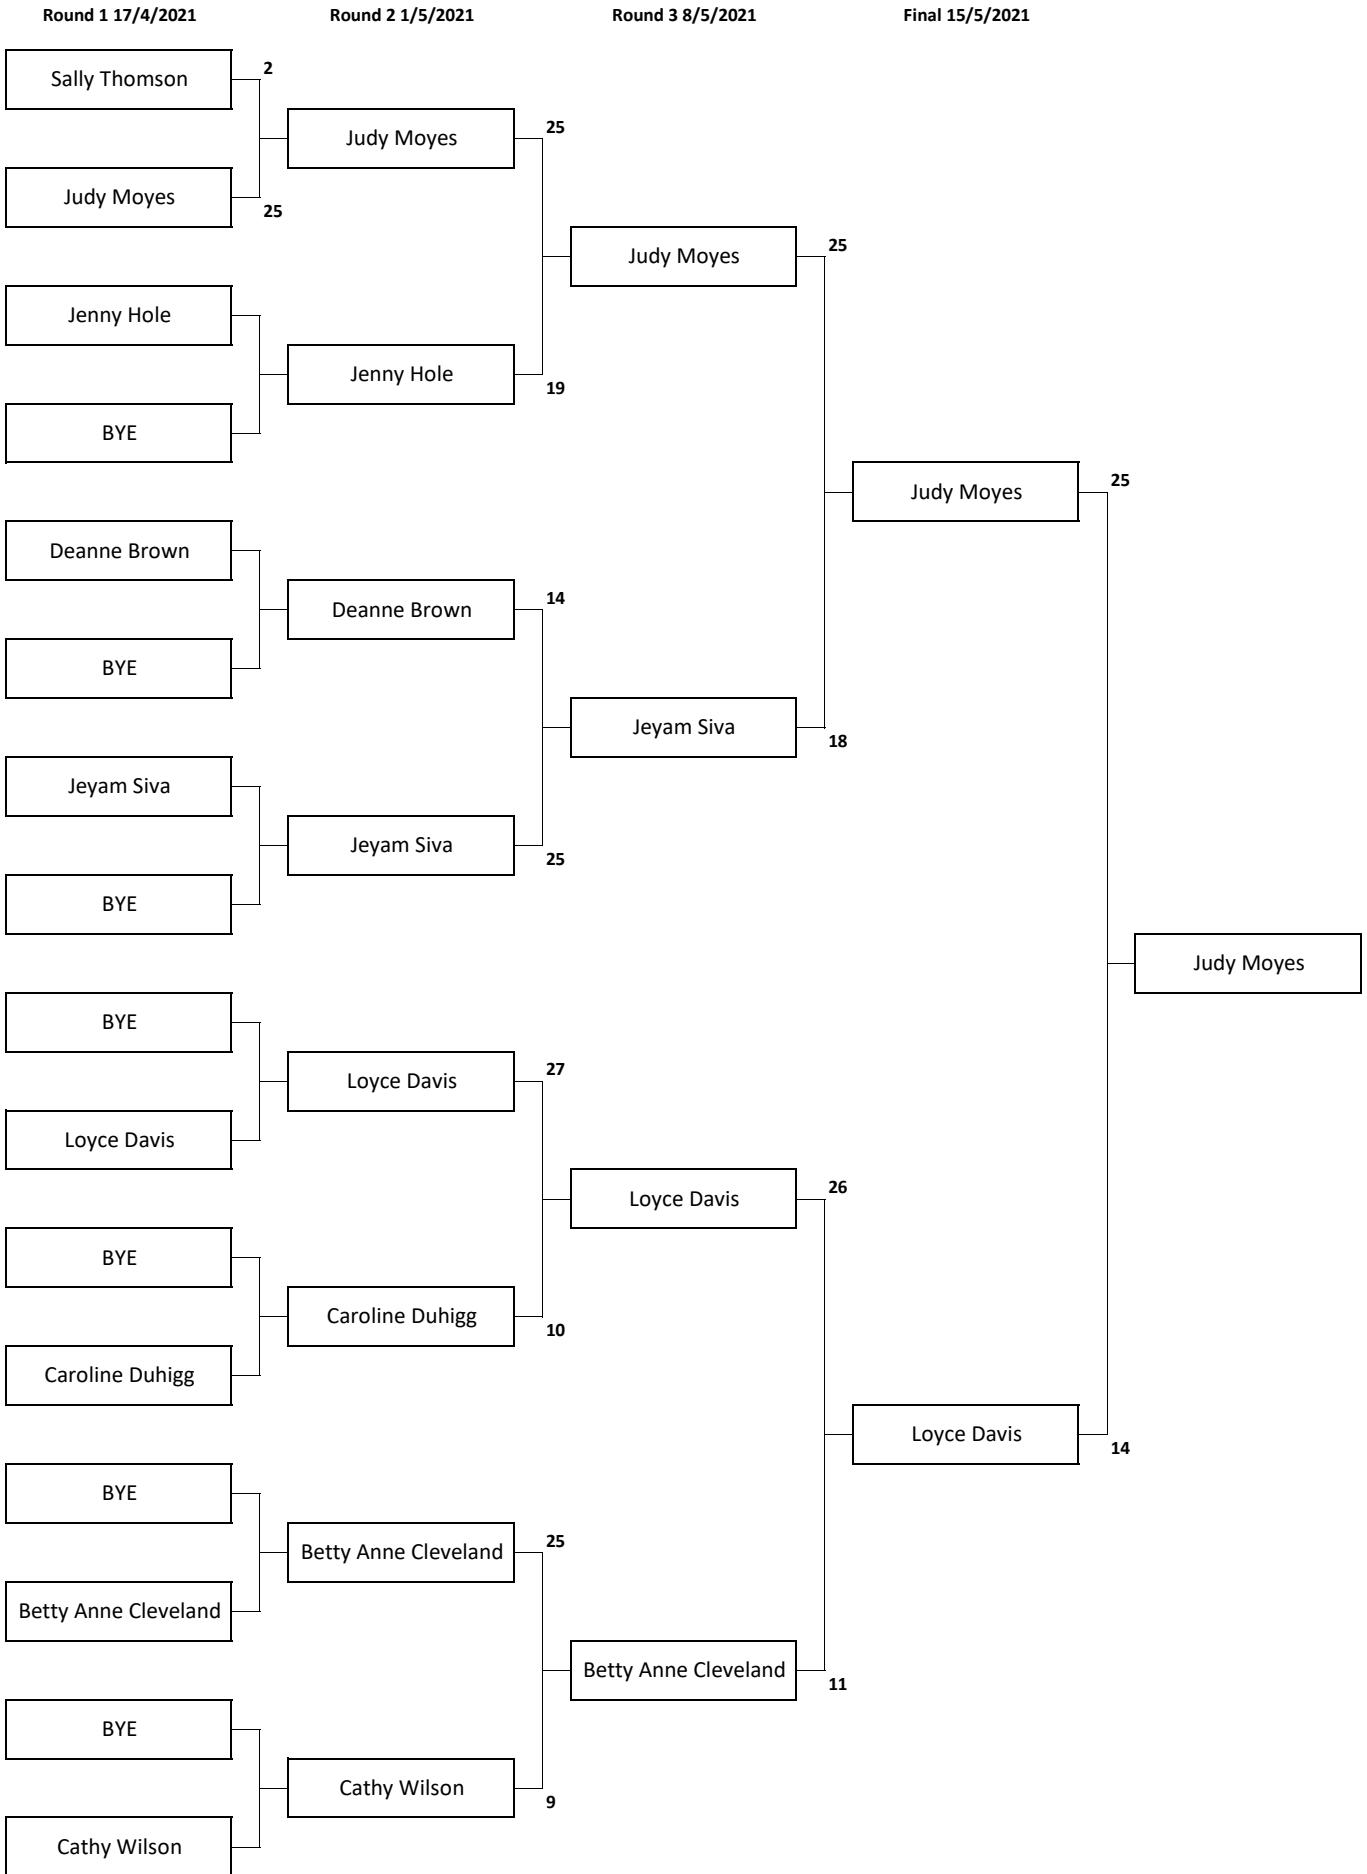 Round 1 17/4/2021 Round 2 1/5/2021 Round 3 8/5/2021 Final 15/5/2021
Sally Thomson 2
Judy Moyes 25
Judy Moyes 25
Judy Moyes 25
Jenny Hole
Jenny Hole 19
BYE
Judy Moyes 25
Deanne Brown
Deanne Brown 14
BYE
Jeyam Siva 18
Jeyam Siva
Jeyam Siva 25
BYE
Judy Moyes
BYE
Loyce Davis 27
Loyce Davis
Loyce Davis 26
BYE
Caroline Duhigg 10
Caroline Duhigg
Loyce Davis 14
BYE
Betty Anne Cleveland 25
Betty Anne Cleveland
Betty Anne Cleveland 11
BYE
Cathy Wilson 9
Cathy Wilson